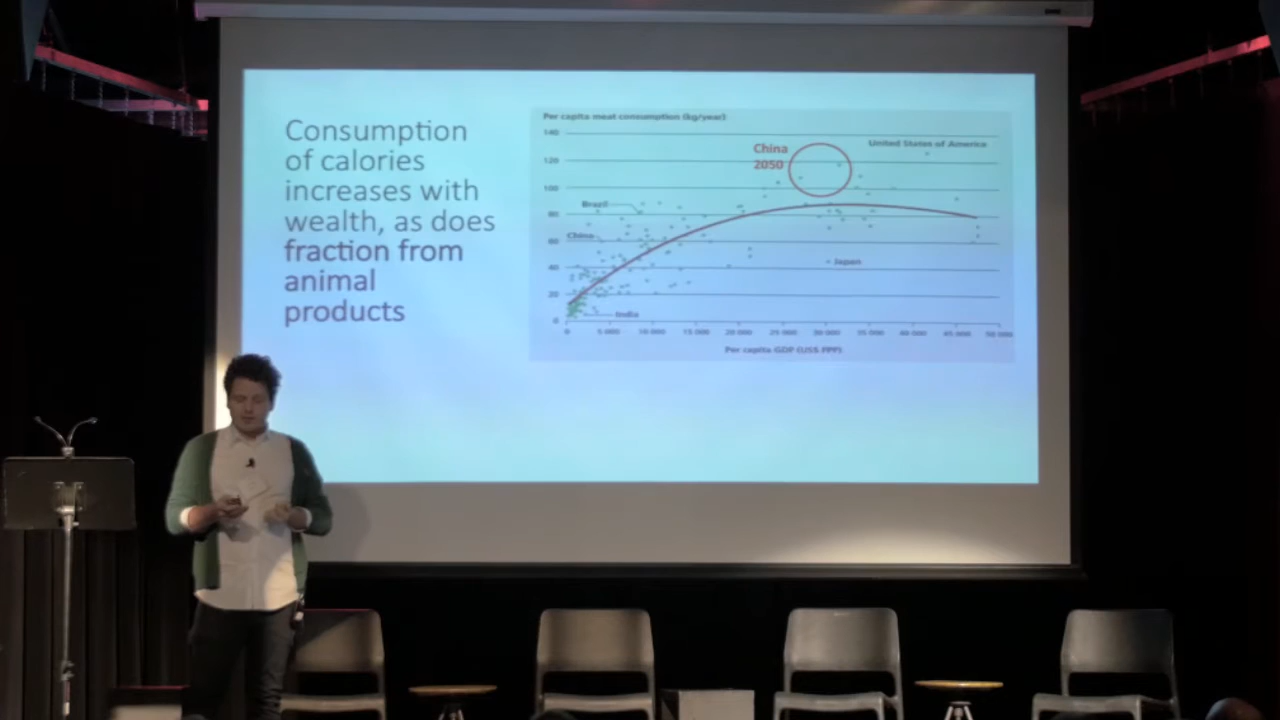 Consumption
of calories
increases with
wealth, as does
fraction from
animal
products
Per capita meat consumption (kg/year)
140
120
100
80
60
40
20
0
China
2050
United States of America
Brazil
China
Japan
India
0 5 000 10 000 15 000 20 000 25 000 30 000 35 000 40 000 45 000 50 000
Per capita GDP (US$ PPP)